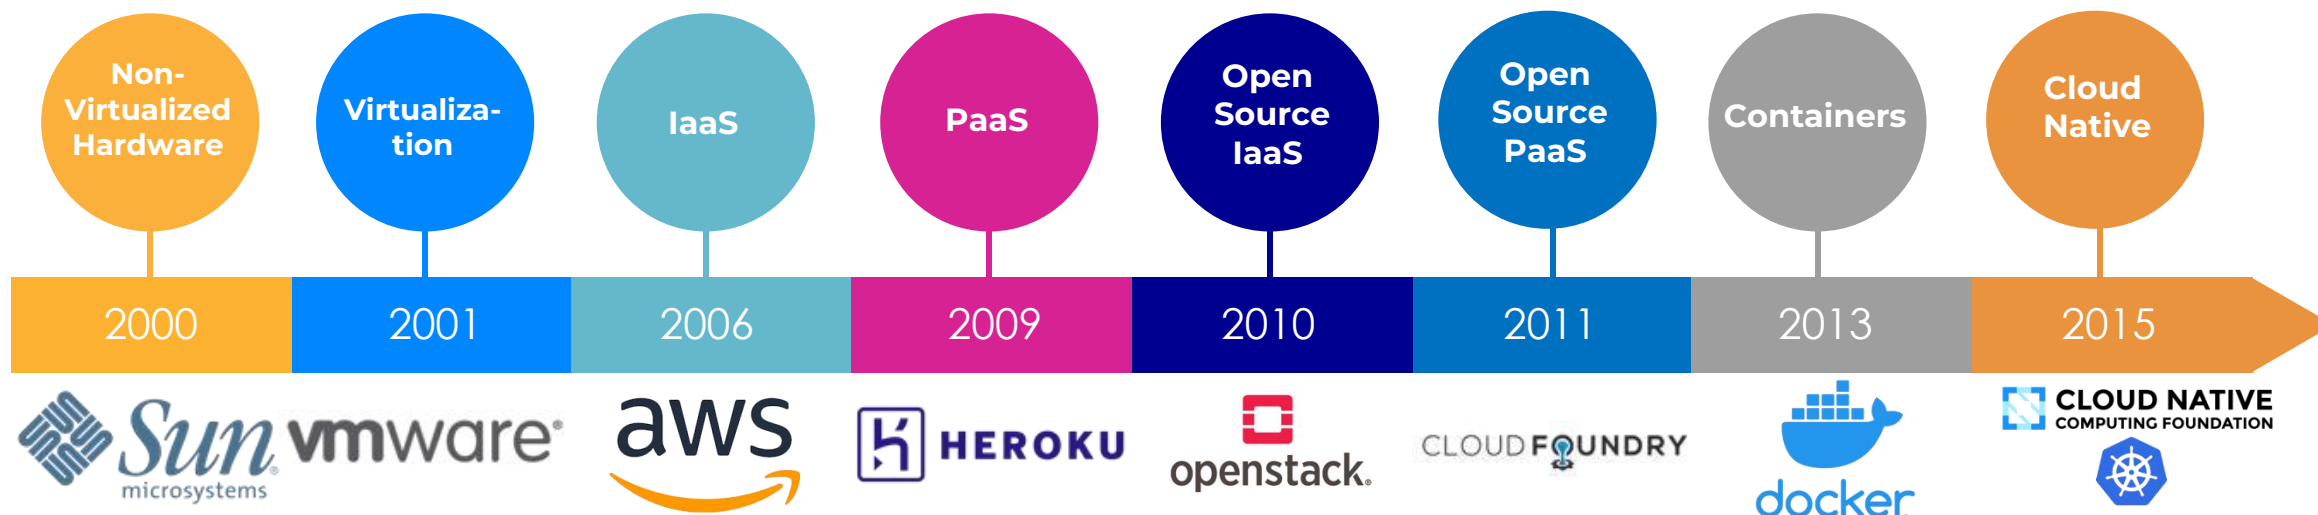 Non-
Virtualized
Hardware
Virtualiza-
tion
IaaS
PaaS
Open
Source
IaaS
Open
Source
PaaS
Containers
Cloud
Native
2000
2001
2006
2009
2010
2011
2013
2015
Sun
microsystems
vmware®
aws
HEROKU
openstack.
CLOUD FOUNDRY
docker
CLOUD NATIVE
COMPUTING FOUNDATION